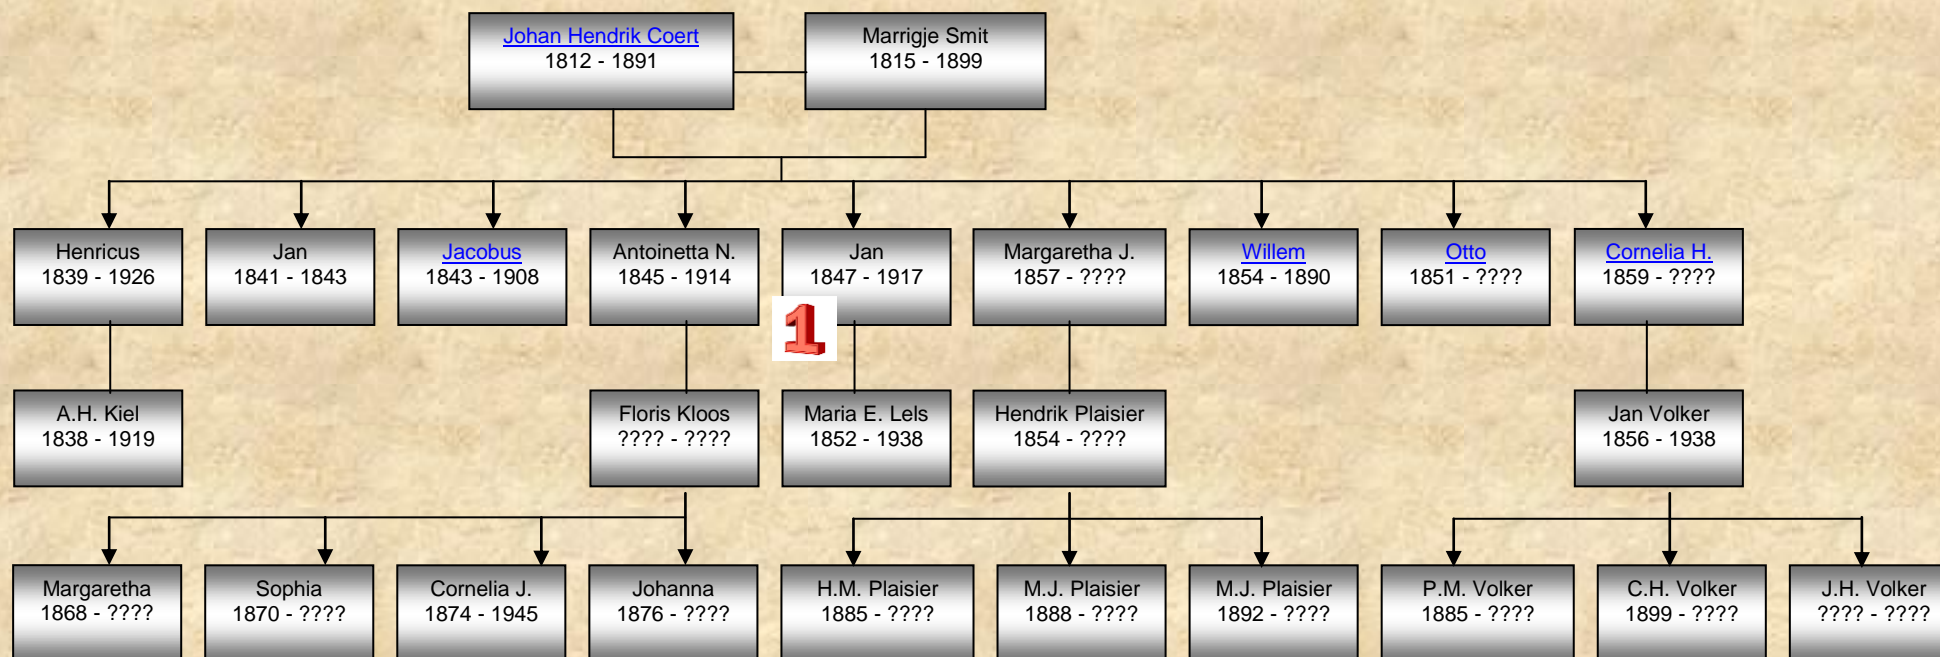 Johan Hendrik Coert
1812 - 1891
Marrigje Smit
1815 - 1899
Henricus
1839 - 1926
Jan
1841 - 1843
Jacobus
1843 - 1908
Antoinetta N.
1845 - 1914
Jan
1847 - 1917
Margaretha J.
1857 - ????
Willem
1854 - 1890
Otto
1851 - ????
Cornelia H.
1859 - ????
1
A.H. Kiel
1838 - 1919
Floris Kloos
???? - ????
Maria E. Lels
1852 - 1938
Hendrik Plaisier
1854 - ????
Jan Volker
1856 - 1938
Margaretha
1868 - ????
Sophia
1870 - ????
Cornelia J.
1874 - 1945
Johanna
1876 - ????
H.M. Plaisier
1885 - ????
M.J. Plaisier
1888 - ????
M.J. Plaisier
1892 - ????
P.M. Volker
1885 - ????
C.H. Volker
1899 - ????
J.H. Volker
???? - ????